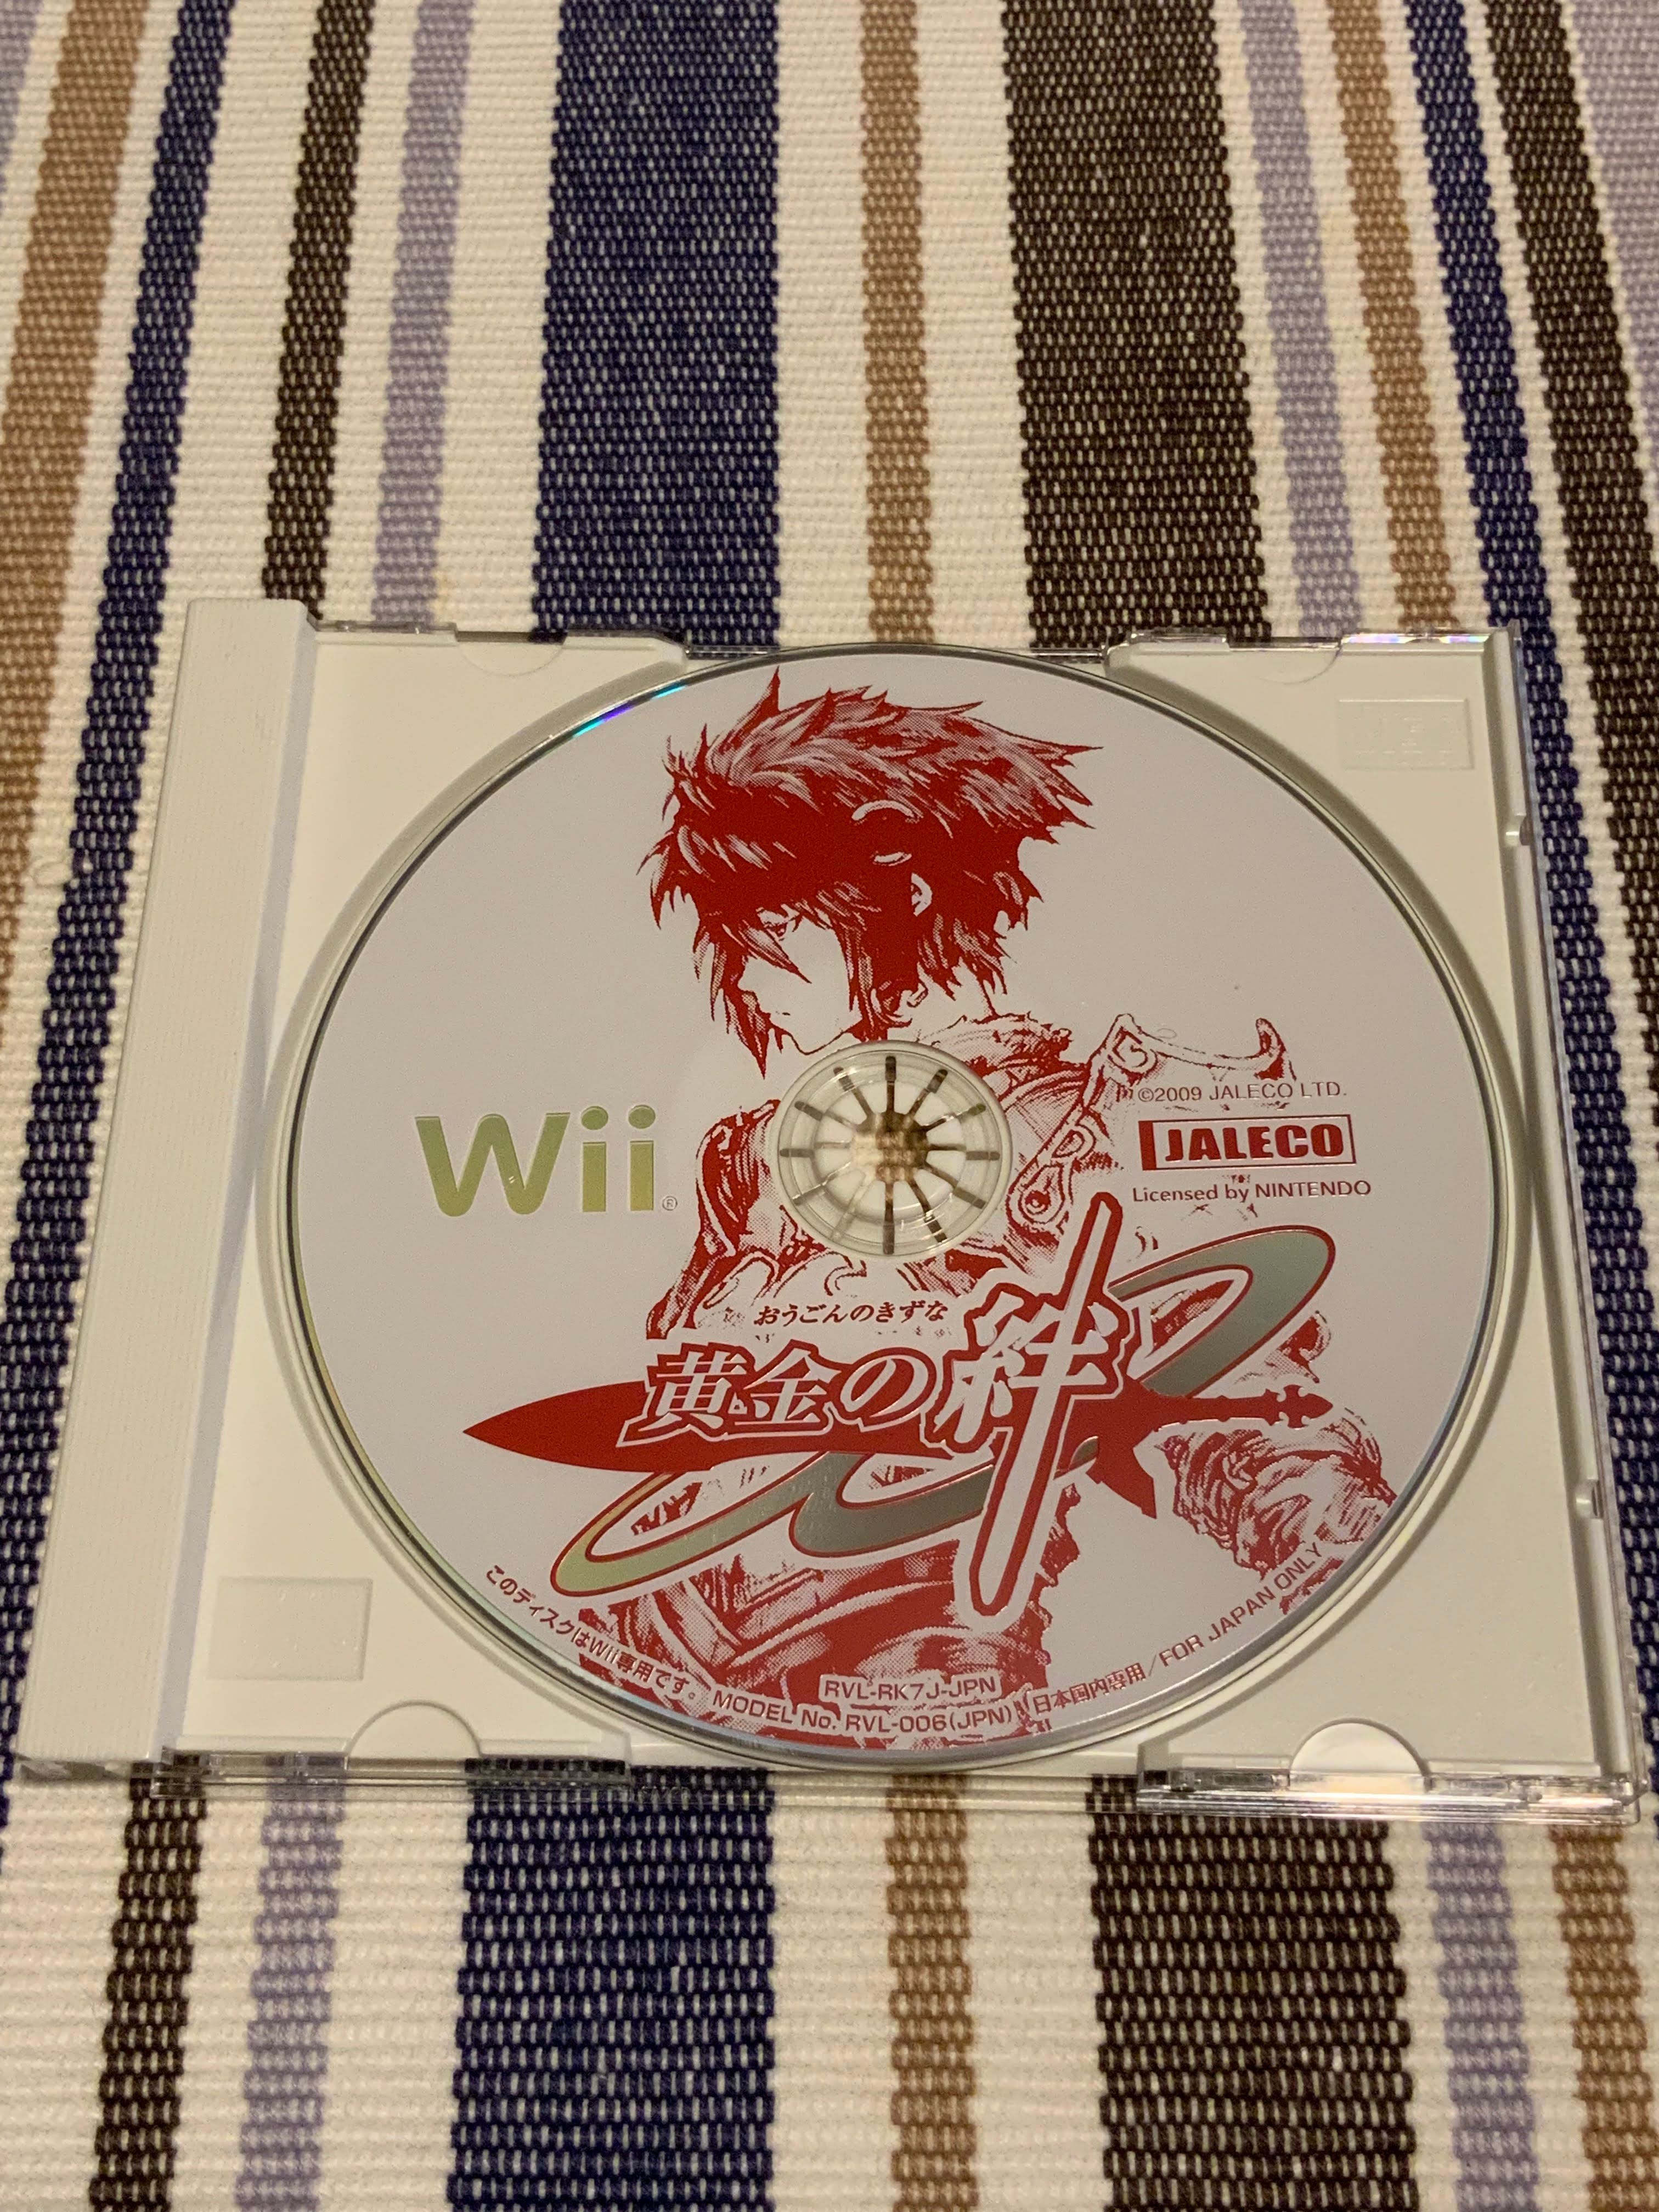 ©2009 JALECO LTD.
JALECO
Licensed by NINTENDO
Wii
おうごんのきずな
黄金の絆
このディスクはWii専用です。
RVL-RK7J-JPN
MODEL No. RVL-006(JPN)
日本国内専用/FOR JAPAN ONLY